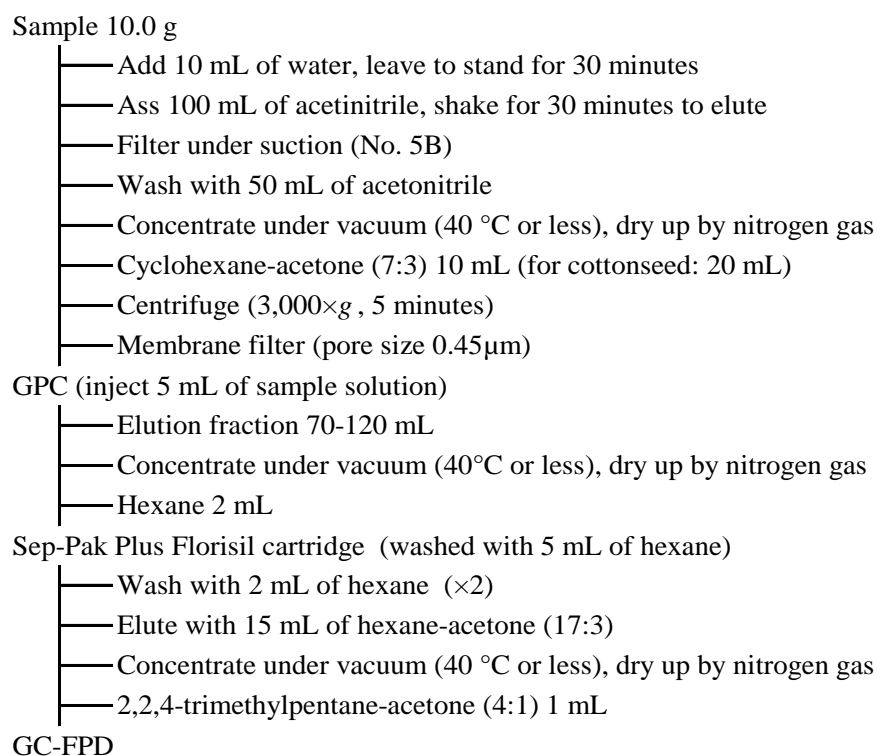 Sample 10.0 g
Add 10 mL of water, leave to stand for 30 minutes
Ass 100 mL of acetinitrile, shake for 30 minutes to elute
Filter under suction (No. 5B)
Wash with 50 mL of acetonitrile
Concentrate under vacuum (40 °C or less), dry up by nitrogen gas
Cyclohexane-acetone (7:3) 10 mL (for cottonseed: 20 mL)
Centrifuge (3,000×g , 5 minutes)
Membrane filter (pore size 0.45µm)
GPC (inject 5 mL of sample solution)
Elution fraction 70-120 mL
Concentrate under vacuum (40°C or less), dry up by nitrogen gas
Hexane 2 mL
Sep-Pak Plus Florisil cartridge (washed with 5 mL of hexane)
Wash with 2 mL of hexane (×2)
Elute with 15 mL of hexane-acetone (17:3)
Concentrate under vacuum (40 °C or less), dry up by nitrogen gas
2,2,4-trimethylpentane-acetone (4:1) 1 mL
GC-FPD